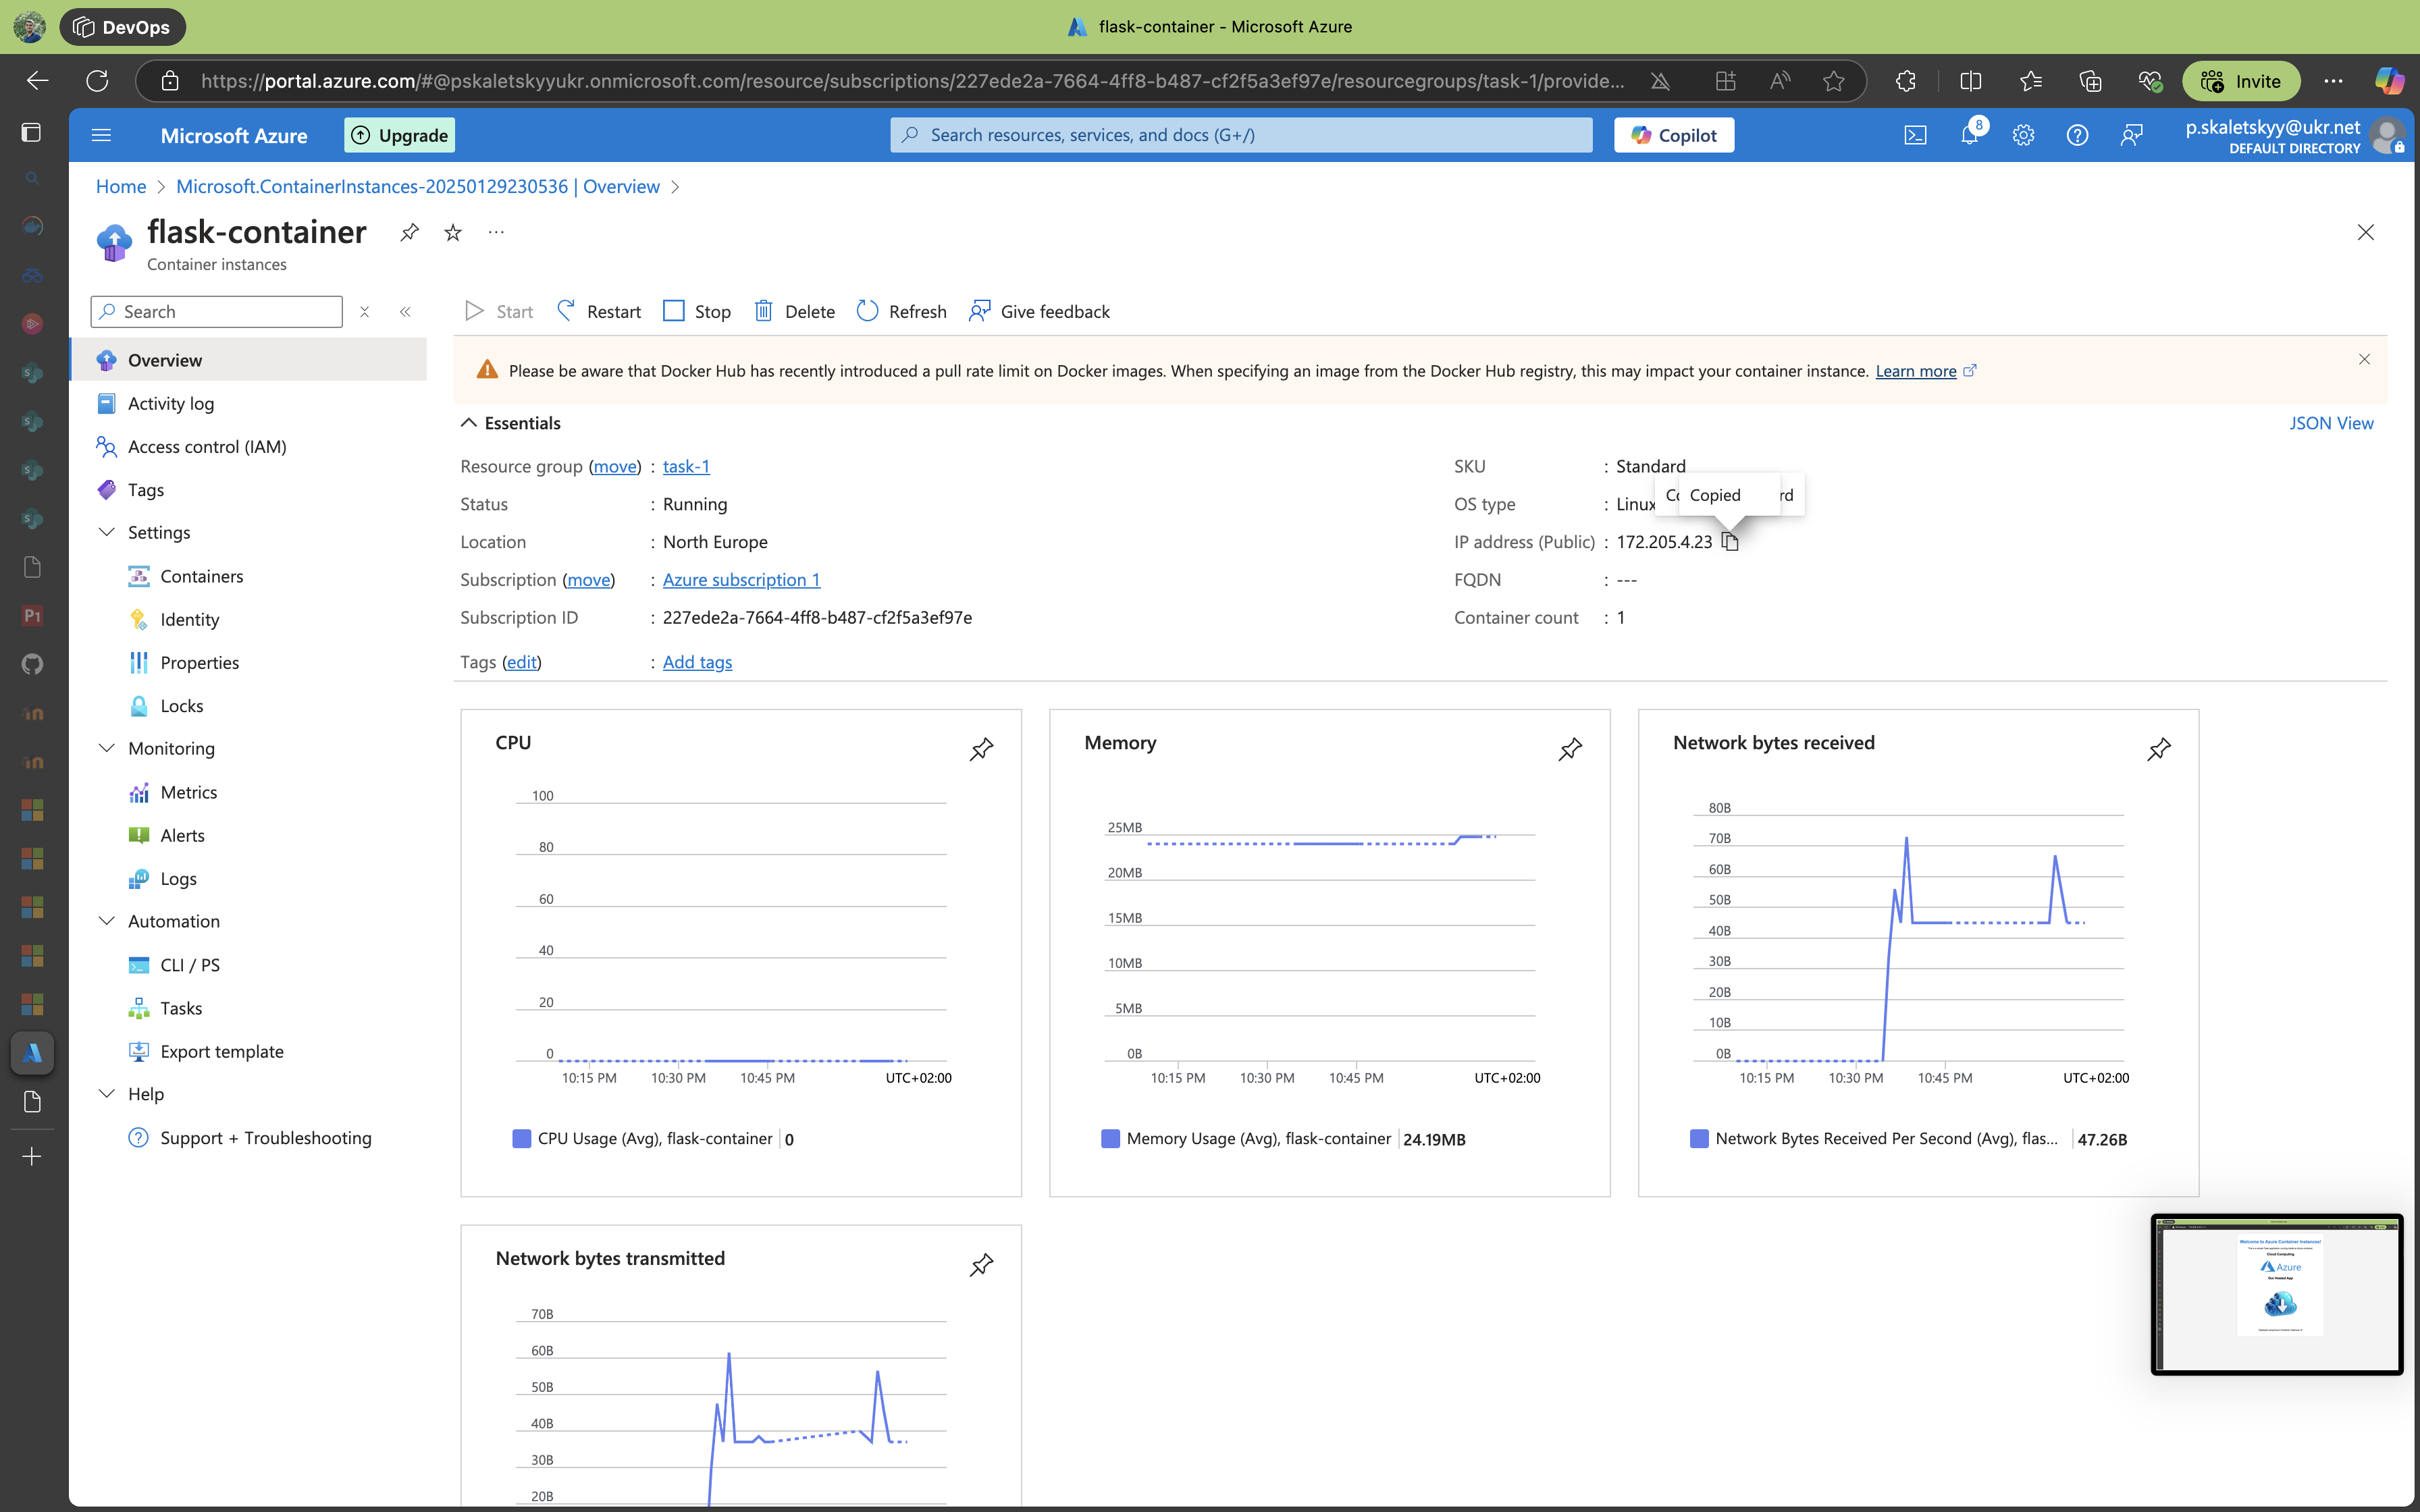 DevOps
flask-container - Microsoft Azure
https://portal.azure.com/#@pskaletskyyukr.onmicrosoft.com/resource/subscriptions/227ede2a-7664-4ff8-b487-cf2f5a3ef97e/resourcegroups/task-1/provide...
Invite
Microsoft Azure
Upgrade
Search resources, services, and docs (G+/)
Copilot
8
p.skaletskyy@ukr.net
DEFAULT DIRECTORY
Home > Microsoft.ContainerInstances-20250129230536 | Overview >
flask-container
Container instances
Search
Start Restart Stop Delete Refresh Give feedback
Overview
Activity log
Access control (IAM)
Tags
Settings
Containers
Identity
Properties
Locks
Monitoring
Metrics
Alerts
Logs
Automation
CLI / PS
Tasks
Export template
Help
Support + Troubleshooting
Please be aware that Docker Hub has recently introduced a pull rate limit on Docker images. When specifying an image from the Docker Hub registry, this may impact your container instance. Learn more
Essentials
JSON View
Resource group (move) : task-1
Status : Running
Location : North Europe
Subscription (move) : Azure subscription 1
Subscription ID : 227ede2a-7664-4ff8-b487-cf2f5a3ef97e
Tags (edit) : Add tags
SKU : Standard
OS type : Linux
Copied
IP address (Public) : 172.205.4.23
FQDN : ---
Container count : 1
CPU
100
80
60
40
20
0
10:15 PM 10:30 PM 10:45 PM UTC+02:00
CPU Usage (Avg), flask-container 0
Memory
25MB
20MB
15MB
10MB
5MB
0B
10:15 PM 10:30 PM 10:45 PM UTC+02:00
Memory Usage (Avg), flask-container 24.19MB
Network bytes received
80B
70B
60B
50B
40B
30B
20B
10B
0B
10:15 PM 10:30 PM 10:45 PM UTC+02:00
Network Bytes Received Per Second (Avg), flas... 47.26B
Network bytes transmitted
70B
60B
50B
40B
30B
20B
Welcome to Azure Container Instances!
Cloud Computing
Azure
Our Hosted App